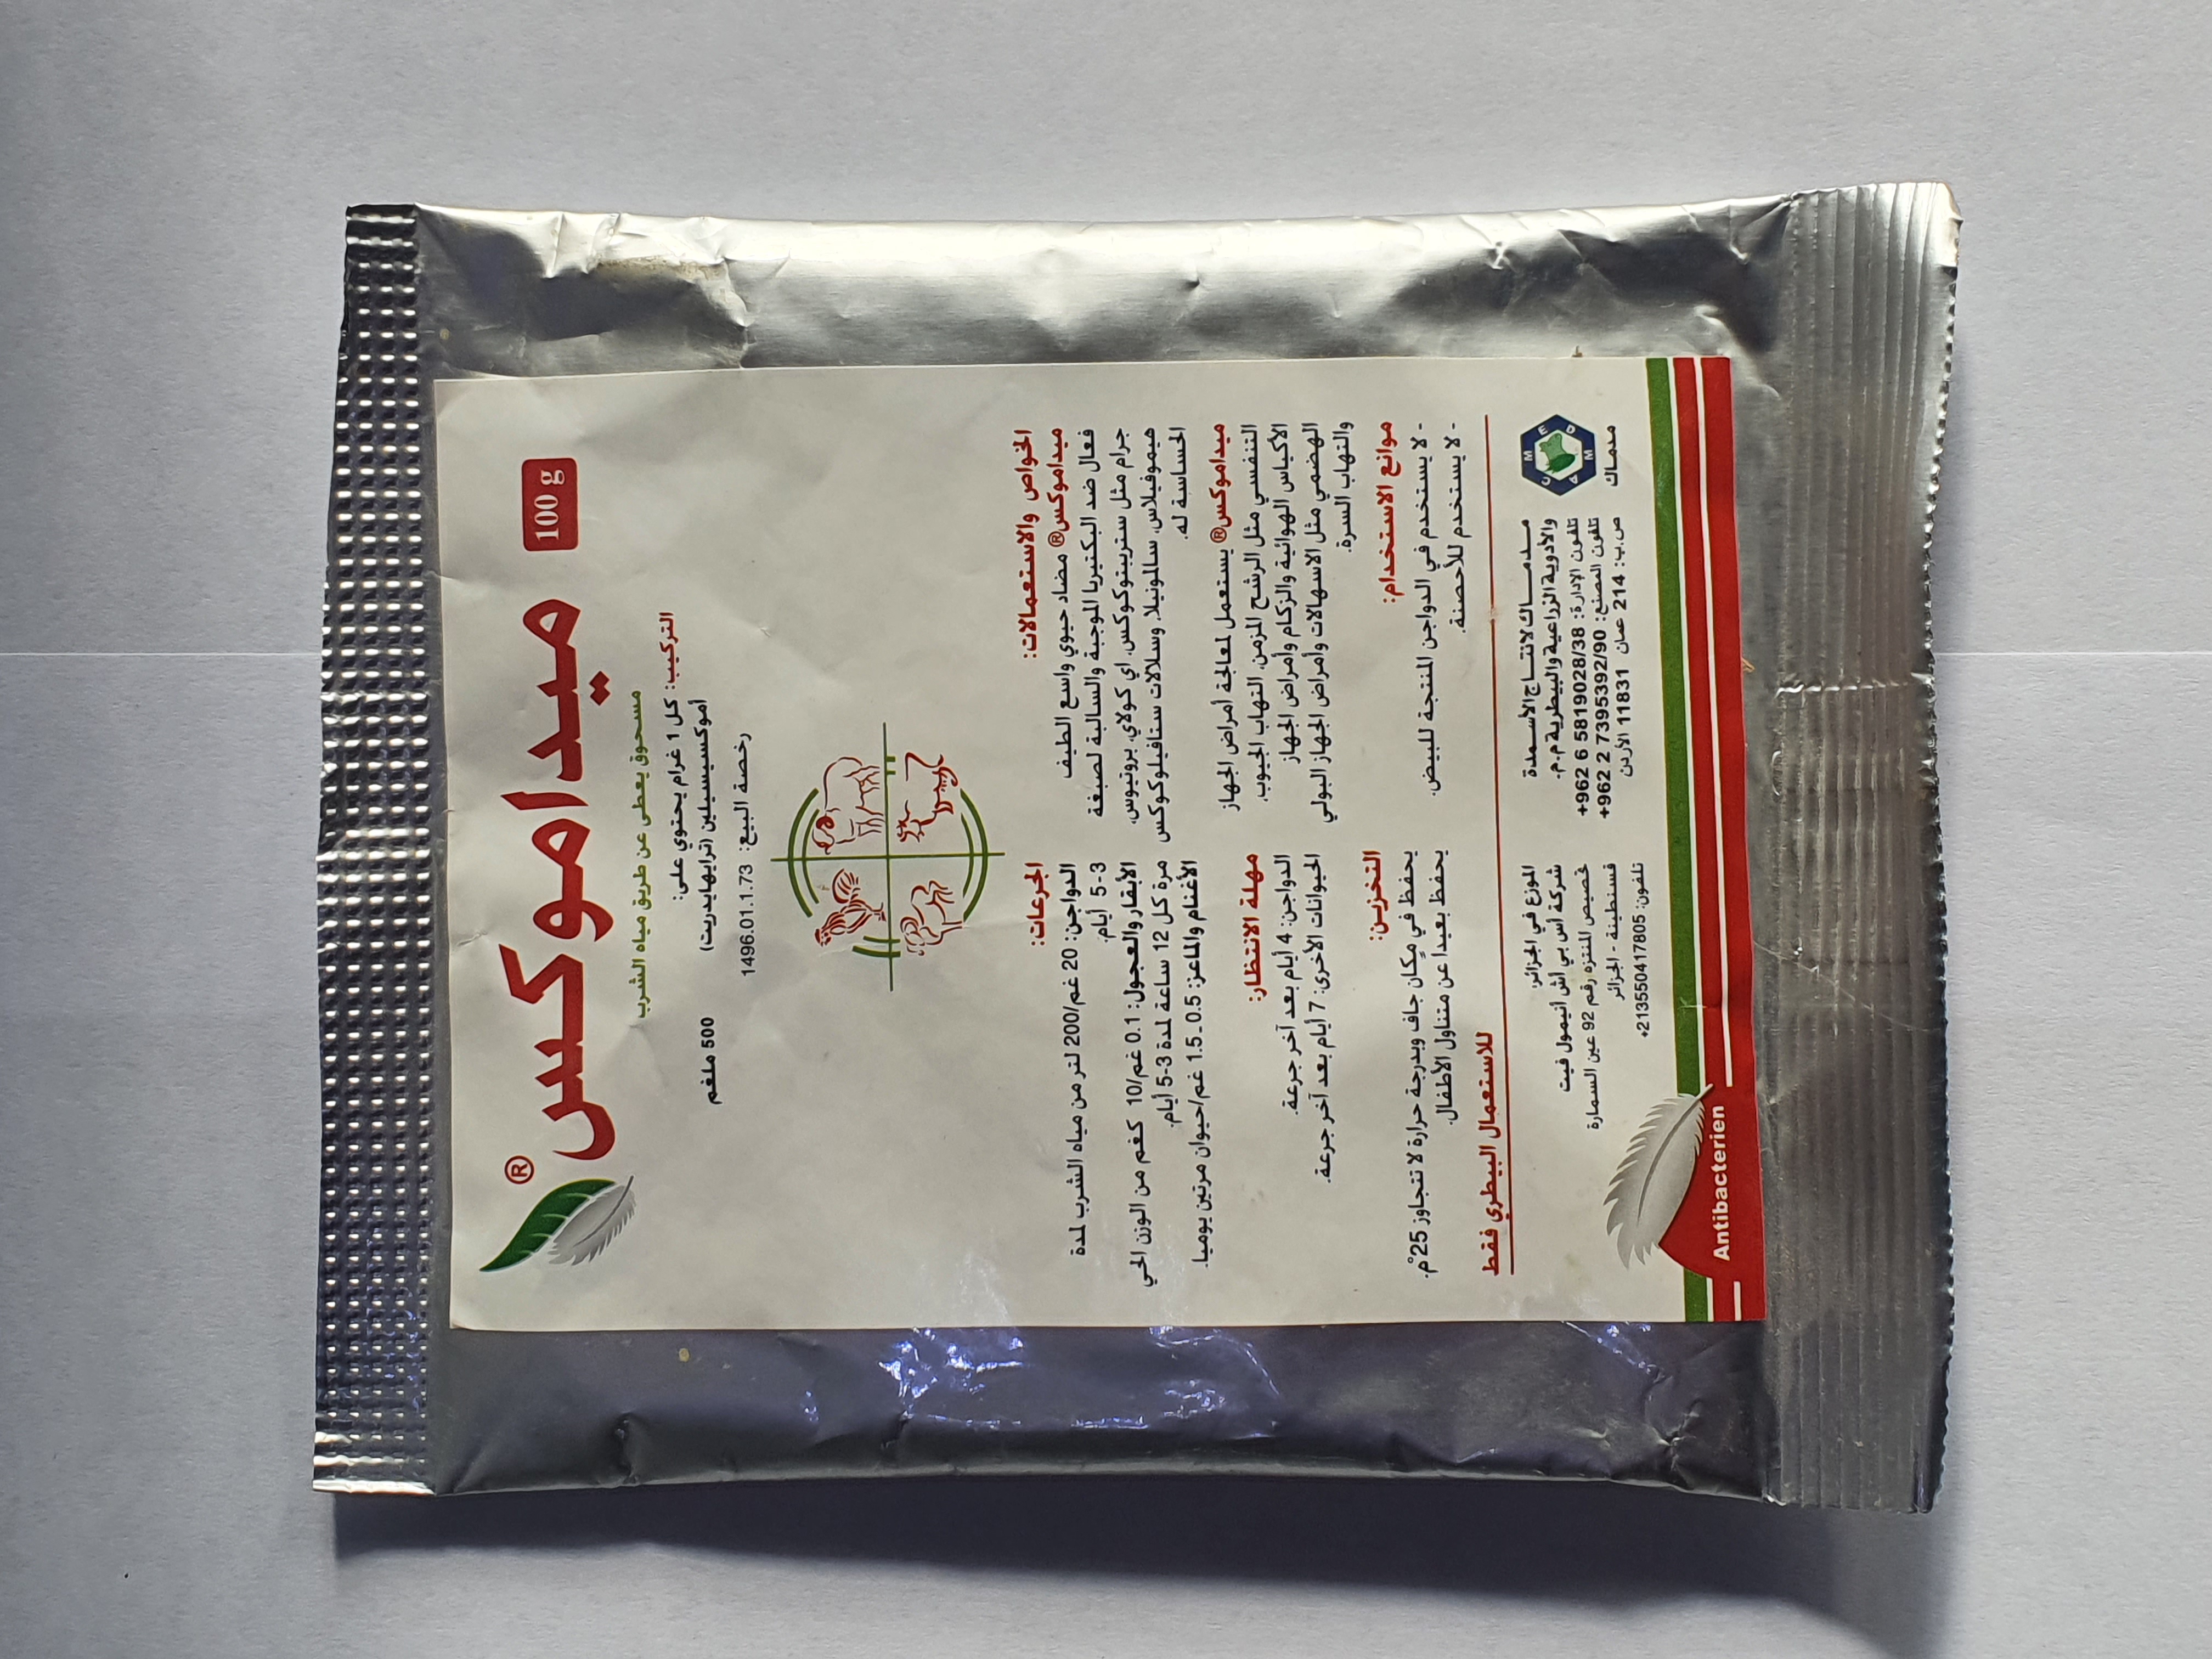 ميداموكس®
100 g
مسحوق يعطى عن طريق مياه الشرب
التركيب: كل 1 غرام يحتوي على:
أموكسيسيلين (ترايهايدريت) 500 ملغم
رخصة البيع: 1496.01.1.73
الخواص والاستعمالات:
ميداموكس® مضاد حيوي واسع الطيف
فعال ضد البكتيريا الموجبة والسالبة لصبغة
جرام مثل ستريبتوكوكس، اي كولاي، بروتيوس،
هيموفيلاس، سالمونيلا، وسلالات ستافيلوكوكس
الحساسة له.
ميداموكس® يستعمل لمعالجة أمراض الجهاز
التنفسي مثل الرشح المزمن، التهاب الجيوب،
الأكياس الهوائية والزكام وأمراض الجهاز
الهضمي مثل الاسهالات وأمراض الجهاز البولي
والتهاب السرة.
موانع الاستخدام:
- لا يستخدم في الدواجن المنتجة للبيض.
- لا يستخدم للأحصنة.
الجرعات:
الدواجن: 20 غم/200 لتر من مياه الشرب لمدة
3-5 أيام.
الأبقار والعجول: 0.1 غم/10 كغم من الوزن الحي
مرة كل 12 ساعة لمدة 3-5 أيام.
الأغنام والماعز: 0.5-1.5 غم/حيوان مرتين يوميا.
مهلة الانتظار:
الدواجن: 4 أيام بعد آخر جرعة.
الحيوانات الأخرى: 7 أيام بعد آخر جرعة.
التخزين:
يحفظ في مكان جاف وبدرجة حرارة لا تتجاوز 25°م.
يحفظ بعيدا عن متناول الأطفال.
للاستعمال البيطري فقط
MEDMAC
مدماك
مدماك لانتاج الأسمدة
والأدوية الزراعية والبيطرية م.م.
تلفون الإدارة: 38/5819028 6 962+
تلفون المصنع: 90/7395392 2 962+
ص.ب: 214 عمان 11831 الأردن
الموزع في الجزائر:
شركة أس بي أش أنيمول فيت
تخصيص المنتزه رقم 92 عين السمارة
قسنطينة - الجزائر
تلفون: 213550417805+
Antibacterien